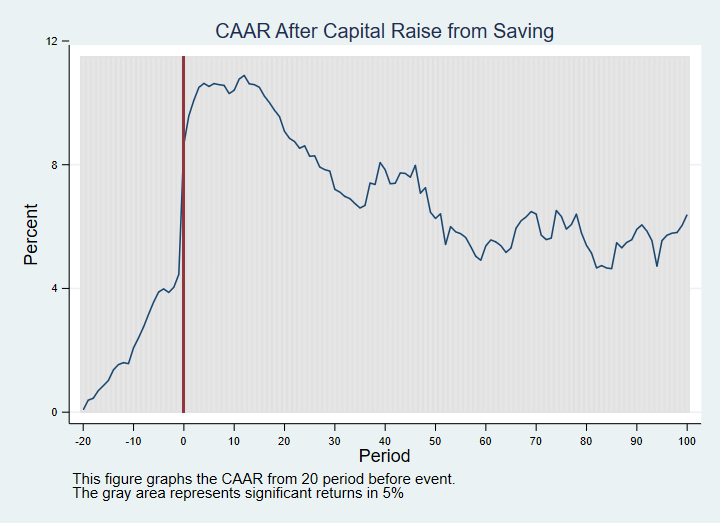 CAAR After Capital Raise from Saving
12
8
4
0
Percent
-20 -10 0 10 20 30 40 50 60 70 80 90 100
Period
This figure graphs the CAAR from 20 period before event.
The gray area represents significant returns in 5%